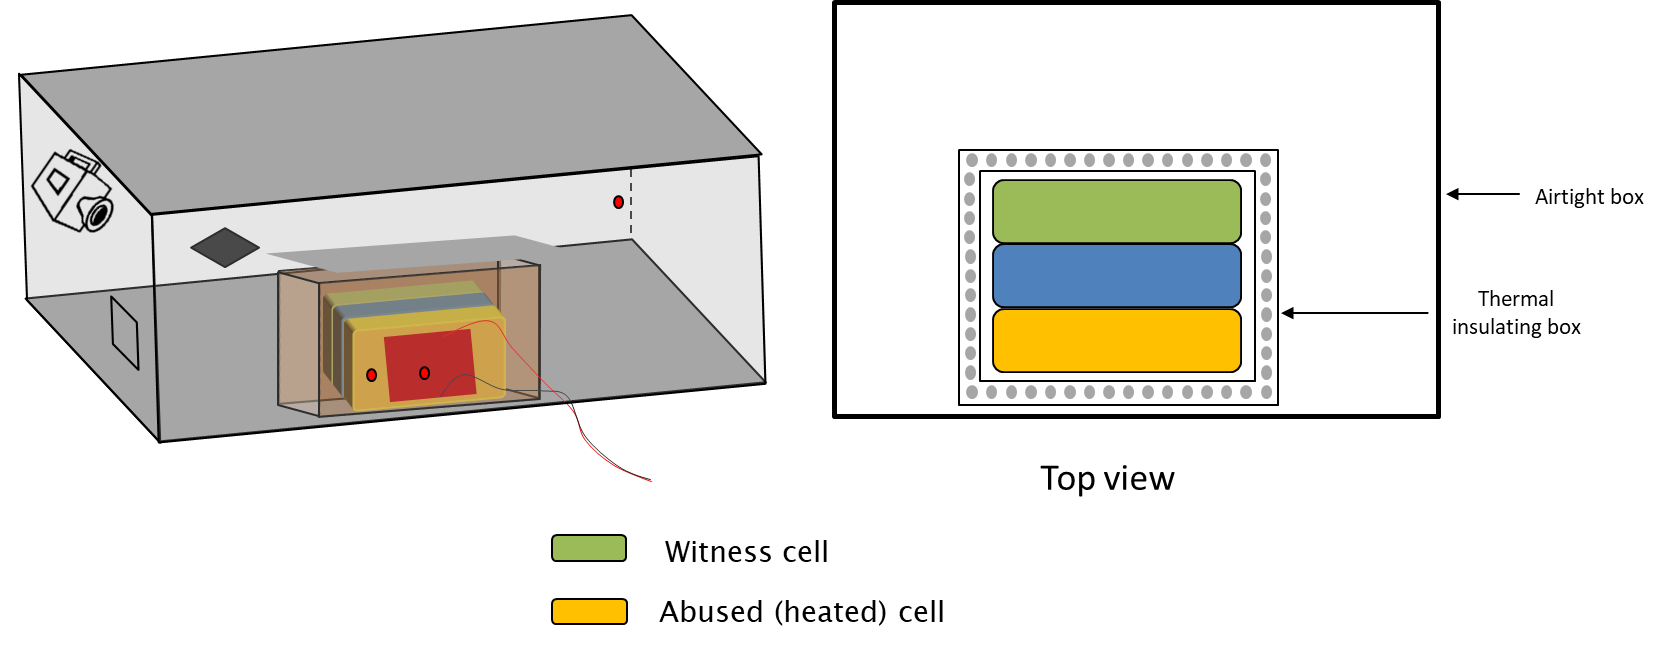 Airtight box
Thermal
insulating box
Top view
Witness cell
Abused (heated) cell